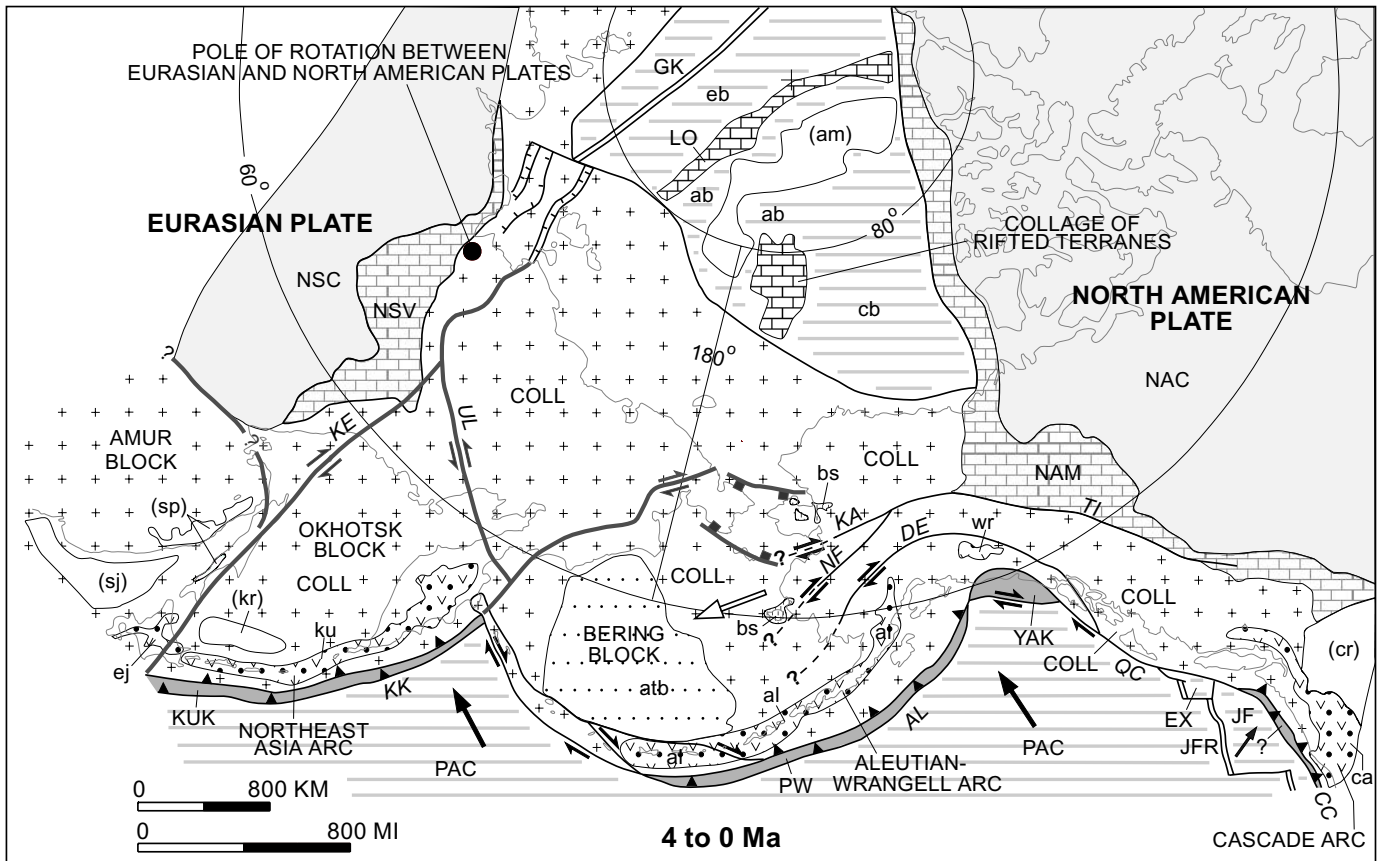 POLE OF ROTATION BETWEEN
EURASIAN AND NORTH AMERICAN PLATES
GK
eb
LO
(am)
60°
ab
ab
80°
COLLAGE OF
RIFTED TERRANES
EURASIAN PLATE
NSC
NSV
cb
NORTH AMERICAN
PLATE
180°
NAC
?
COLL
KE
UL
?
AMUR
BLOCK
COLL
NAM
bs
(sp)
KA
DE
wr
TI
OKHOTSK
BLOCK
COLL
?
NF
(sj)
COLL
COLL
(kr)
bs
?
al
YAK
ku
BERING
BLOCK
COLL
(cr)
ej
?
QC
KUK
KK
atb
al
AL
EX
JF
NORTHEAST
ASIA ARC
JFR
?
PAC
al
PW
ALEUTIAN-
WRANGELL ARC
PAC
ca
0 800 KM
CC
0 800 MI
4 to 0 Ma
CASCADE ARC